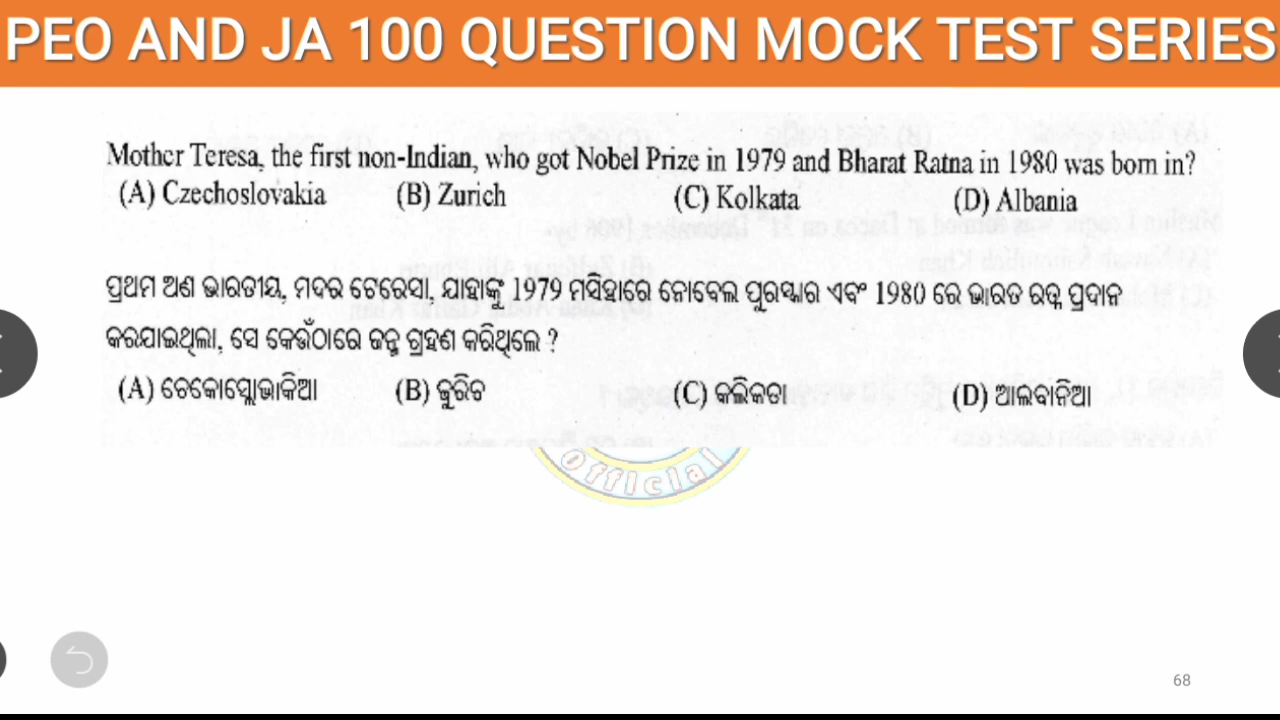 PEO AND JA 100 QUESTION MOCK TEST SERIES
Mother Teresa, the first non-Indian, who got Nobel Prize in 1979 and Bharat Ratna in 1980 was born in?
(A) Czechoslovakia (B) Zurich (C) Kolkata (D) Albania
ପ୍ରଥମ ଅଣ ଭାରତୀୟ, ମଦର ଟେରେସା, ଯାହାଙ୍କୁ 1979 ମସିହାରେ ନୋବେଲ ପୁରସ୍କାର ଏବଂ 1980 ରେ ଭାରତ ରତ୍ନ ପ୍ରଦାନ
କରଯାଇଥିଲା, ସେ କେଉଁଠାରେ ଜନ୍ମ ଗ୍ରହଣ କରିଥିଲେ ?
(A) ଚେକୋସ୍ଲୋଭାକିଆ (B) ଜୁରିଚ (C) କଲିକତା (D) ଆଲବାନିଆ
official
68